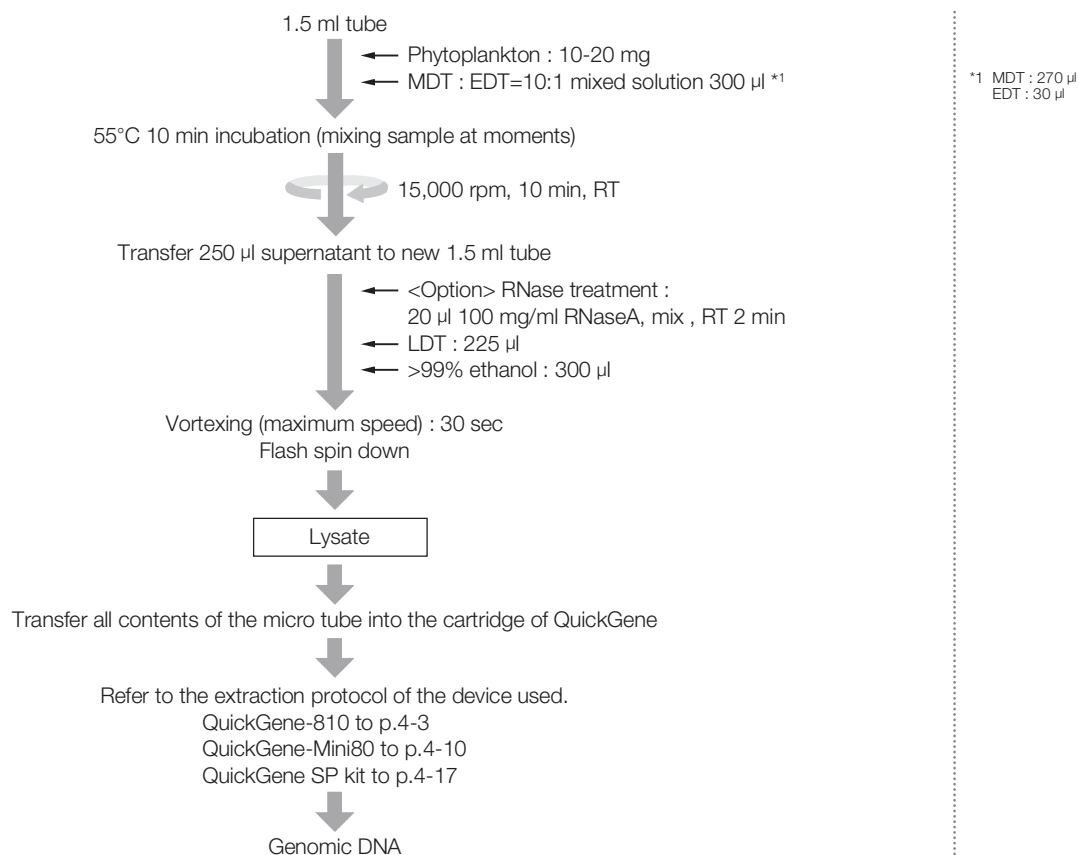 1.5 ml tube
Phytoplankton : 10-20 mg
MDT : EDT=10:1 mixed solution 300 µl *1
*1 MDT : 270 µl
EDT : 30 µl
55°C 10 min incubation (mixing sample at moments)
15,000 rpm, 10 min, RT
Transfer 250 µl supernatant to new 1.5 ml tube
<Option> RNase treatment :
20 µl 100 mg/ml RNaseA, mix , RT 2 min
LDT : 225 µl
>99% ethanol : 300 µl
Vortexing (maximum speed) : 30 sec
Flash spin down
Lysate
Transfer all contents of the micro tube into the cartridge of QuickGene
Refer to the extraction protocol of the device used.
QuickGene-810 to p.4-3
QuickGene-Mini80 to p.4-10
QuickGene SP kit to p.4-17
Genomic DNA